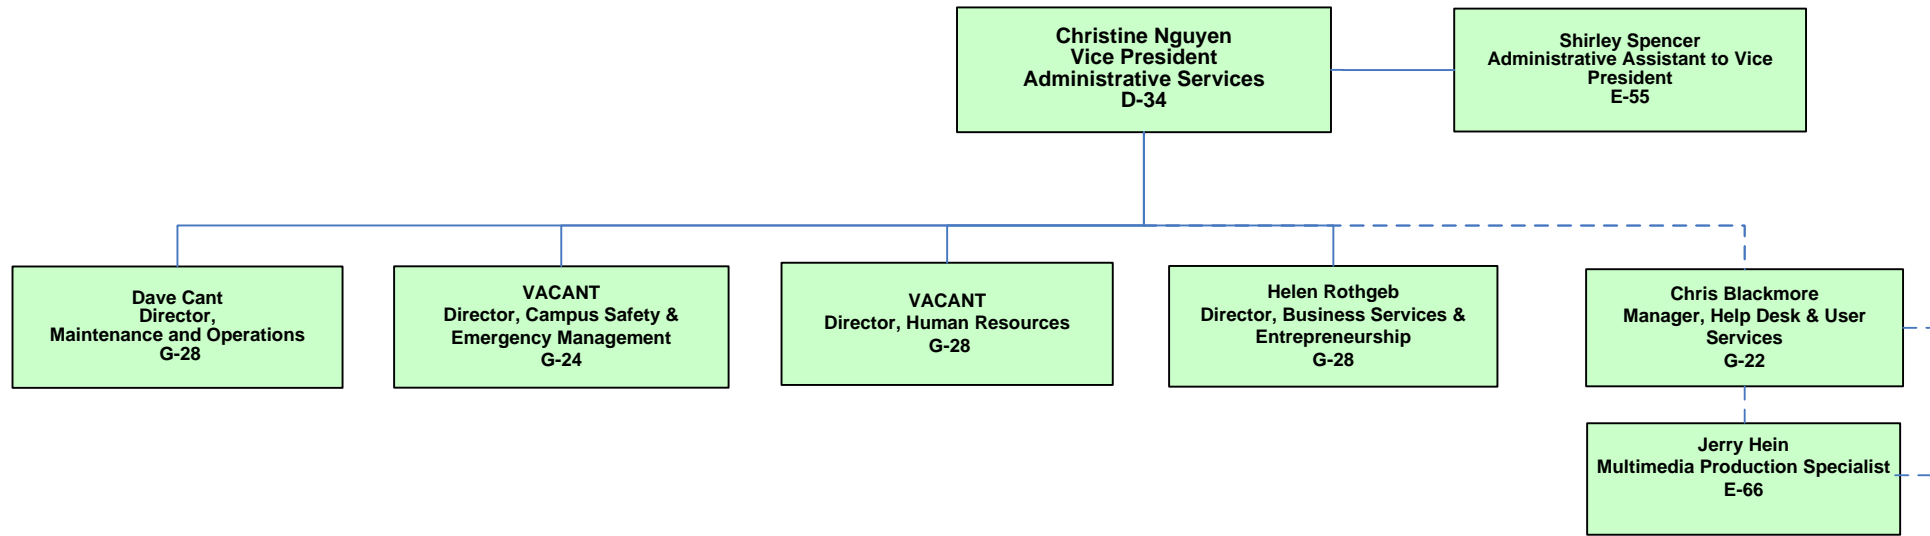 Christine Nguyen
Vice President
Administrative Services
D-34
Shirley Spencer
Administrative Assistant to Vice
President
E-55
Dave Cant
Director,
Maintenance and Operations
G-28
VACANT
Director, Campus Safety &
Emergency Management
G-24
VACANT
Director, Human Resources
G-28
Helen Rothgeb
Director, Business Services &
Entrepreneurship
G-28
Chris Blackmore
Manager, Help Desk & User
Services
G-22
Jerry Hein
Multimedia Production Specialist
E-66